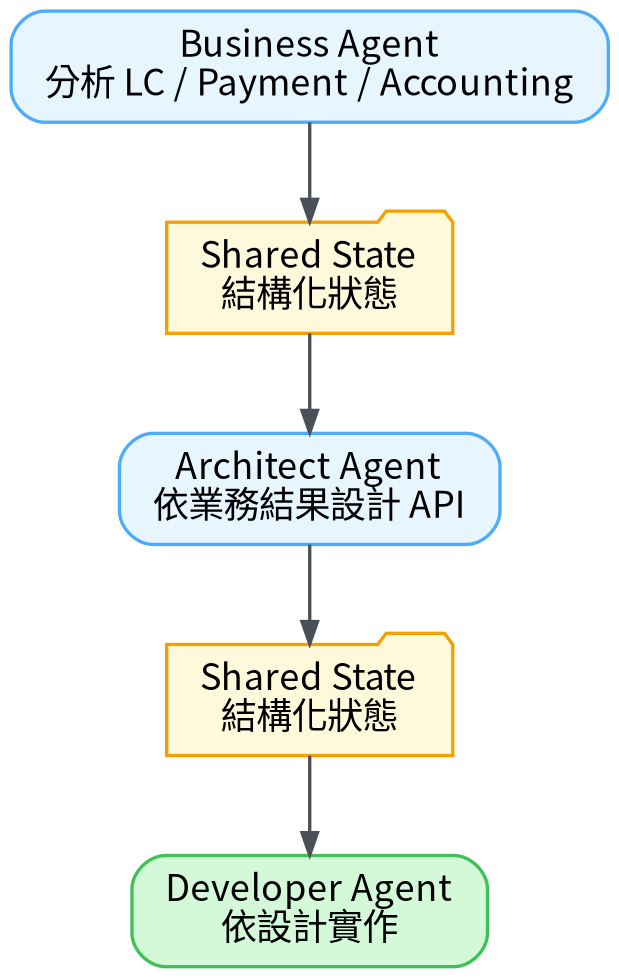 Business Agent
分析 LC / Payment / Accounting
Shared State
結構化狀態
Architect Agent
依業務結果設計 API
Shared State
結構化狀態
Developer Agent
依設計實作